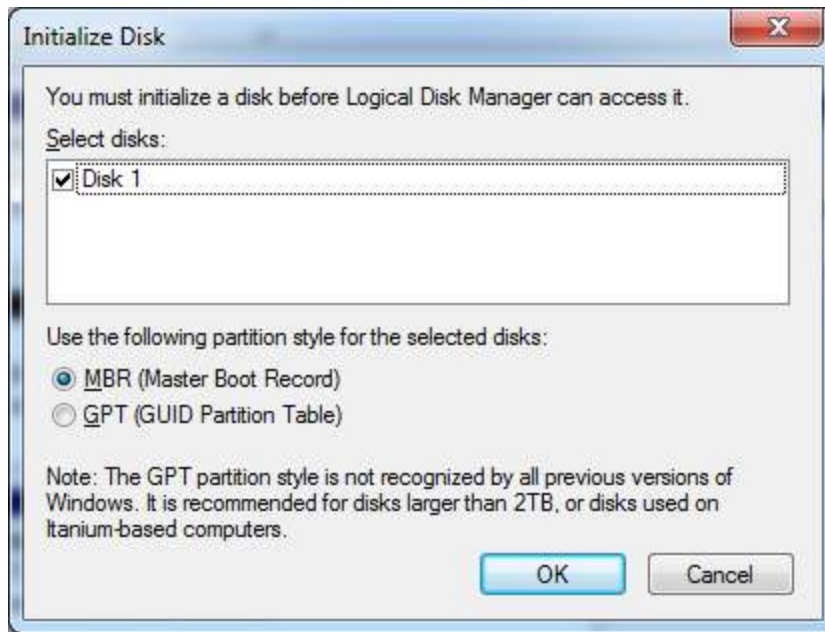 Initialize Disk
You must initialize a disk before Logical Disk Manager can access it.
Select disks:
Disk 1
Use the following partition style for the selected disks:
MBR (Master Boot Record)
GPT (GUID Partition Table)
Note: The GPT partition style is not recognized by all previous versions of
Windows. It is recommended for disks larger than 2TB, or disks used on
Itanium-based computers.
OK
Cancel